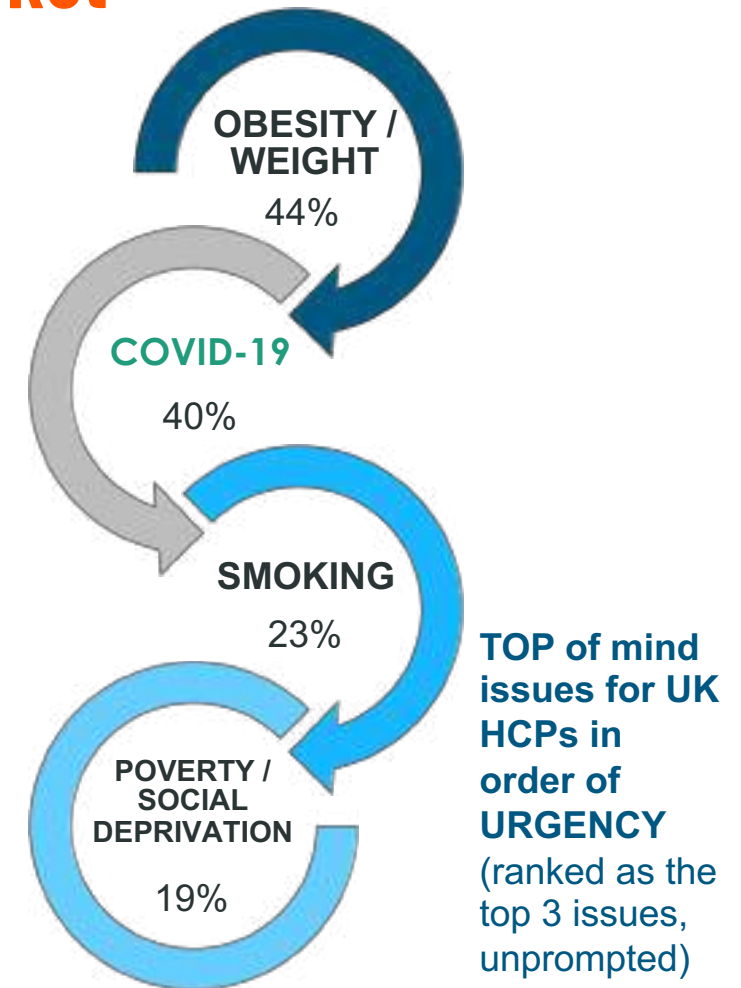 OBESITY /
WEIGHT
44%
COVID-19
40%
SMOKING
23%
POVERTY /
SOCIAL
DEPRIVATION
19%
TOP of mind
issues for UK
HCPs in
order of
URGENCY
(ranked as the
top 3 issues,
unprompted)